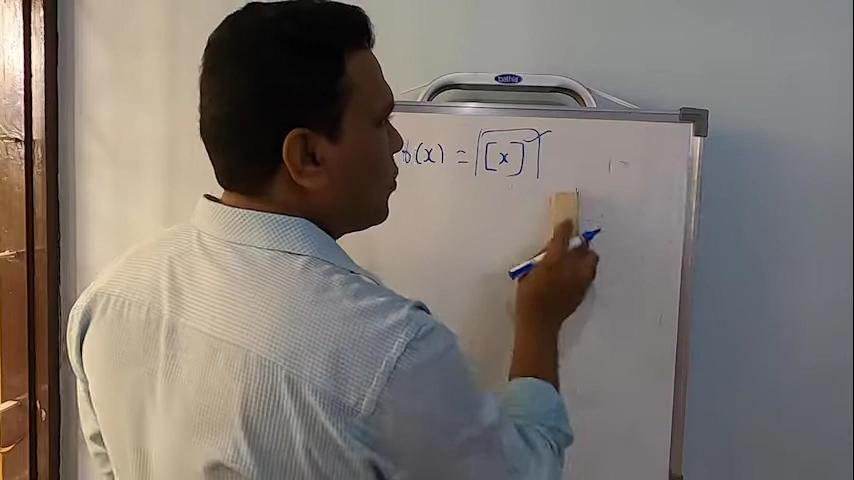 bathla
f(x) = |[x]|